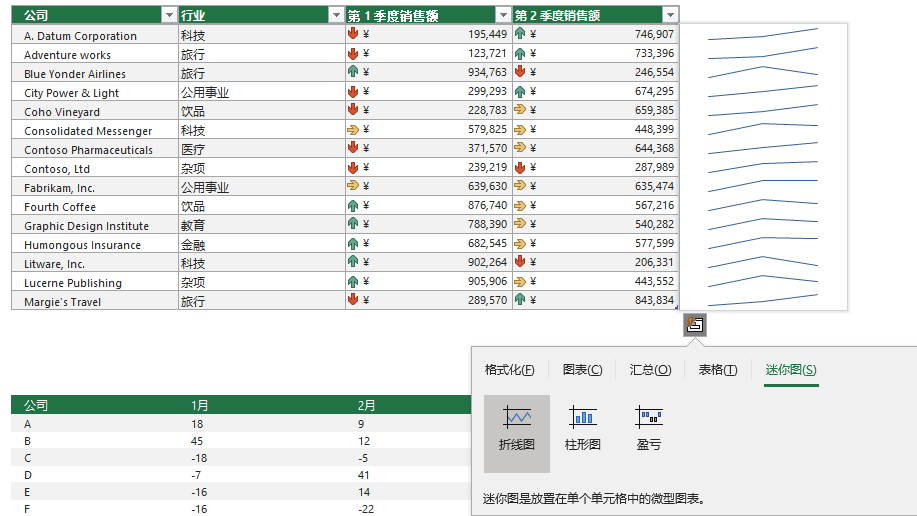 公司 行业 第 1 季度销售额 第 2 季度销售额
A. Datum Corporation 科技 ¥ 195,449 ¥ 746,907
Adventure works 旅行 ¥ 123,721 ¥ 733,396
Blue Yonder Airlines 旅行 ¥ 934,763 ¥ 246,554
City Power & Light 公用事业 ¥ 299,293 ¥ 674,295
Coho Vineyard 饮品 ¥ 228,783 ¥ 659,385
Consolidated Messenger 科技 ¥ 579,825 ¥ 448,399
Contoso Pharmaceuticals 医疗 ¥ 371,570 ¥ 644,368
Contoso, Ltd 杂项 ¥ 239,219 ¥ 287,989
Fabrikam, Inc. 公用事业 ¥ 639,630 ¥ 635,474
Fourth Coffee 饮品 ¥ 876,740 ¥ 567,216
Graphic Design Institute 教育 ¥ 788,390 ¥ 540,282
Humongous Insurance 金融 ¥ 682,545 ¥ 577,599
Litware, Inc. 科技 ¥ 902,264 ¥ 206,331
Lucerne Publishing 杂项 ¥ 905,906 ¥ 443,552
Margie's Travel 旅行 ¥ 289,570 ¥ 843,834
格式化(F) 图表(C) 汇总(O) 表格(T) 迷你图(S)
折线图 柱形图 盈亏
迷你图是放置在单个单元格中的微型图表。
公司 1月 2月
A 18 9
B 45 12
C -18 -5
D -7 41
E -16 14
F -16 -22